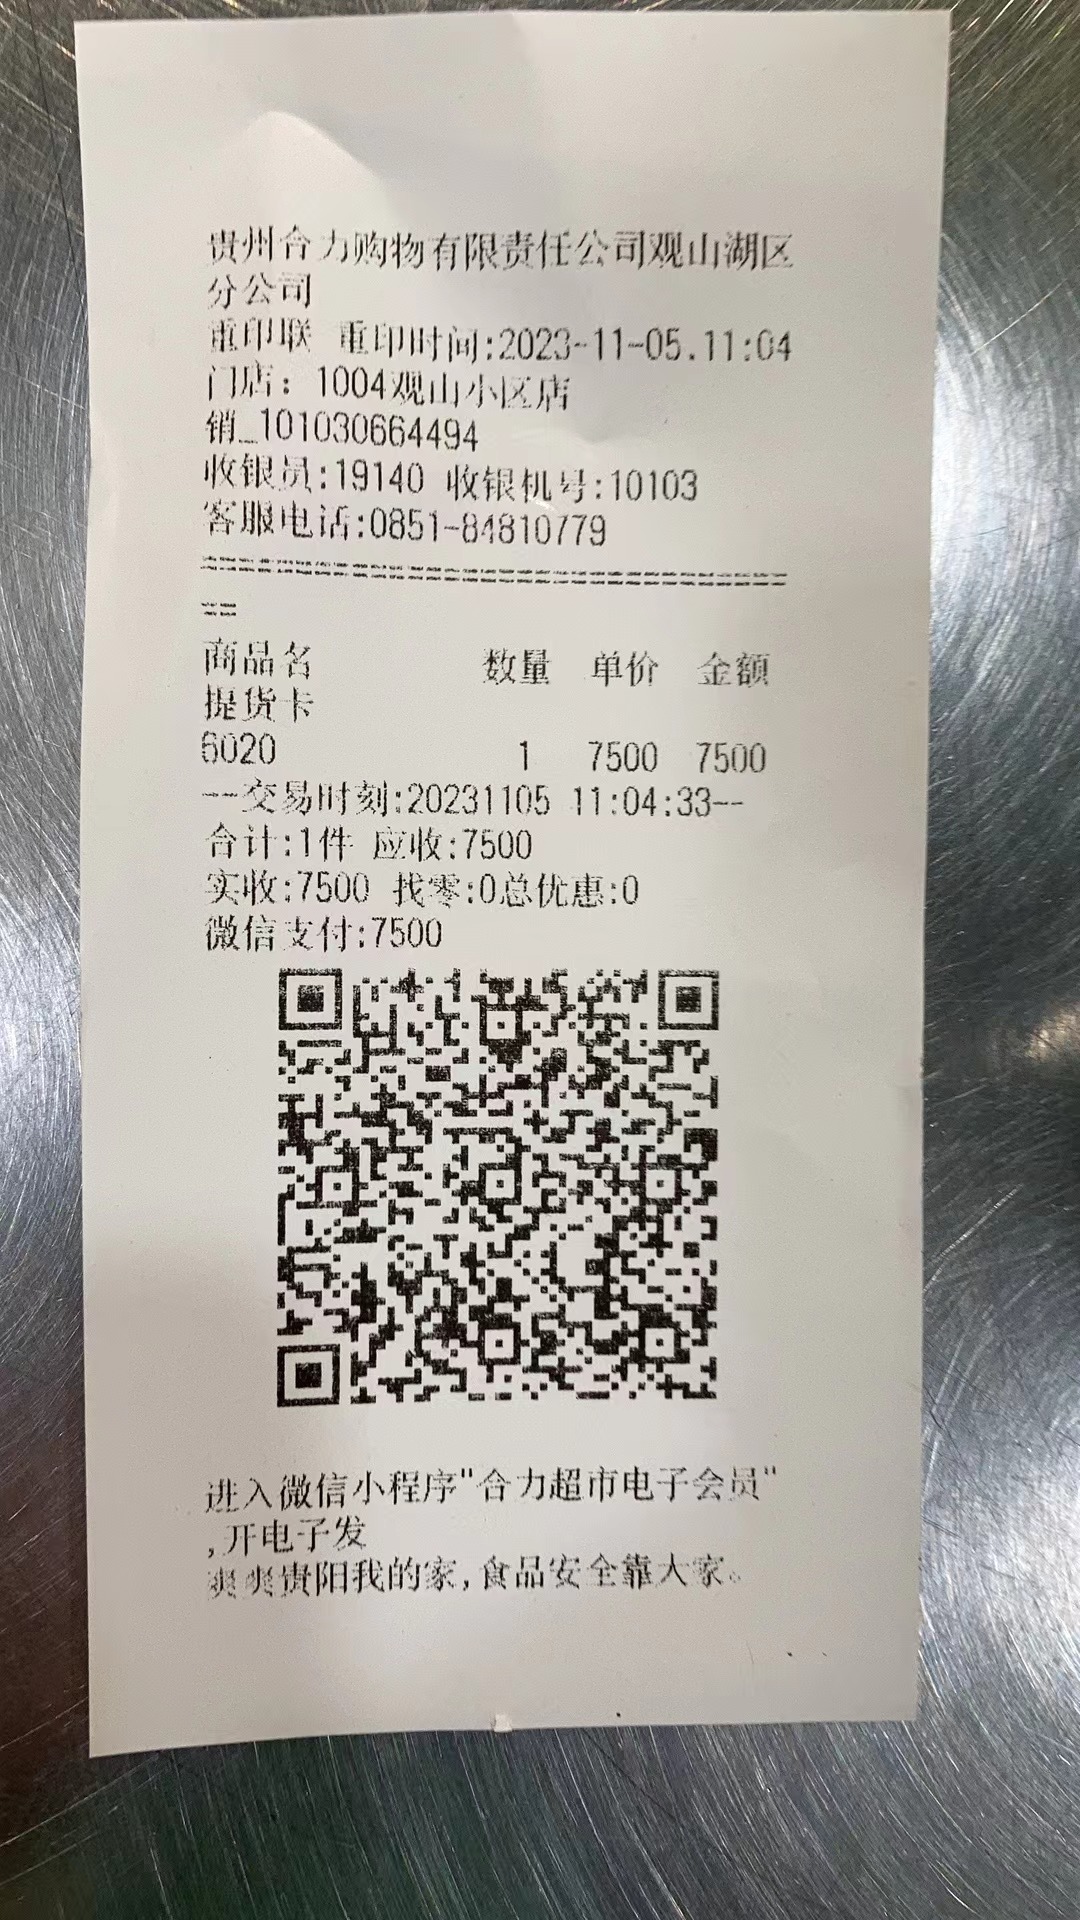 贵州合力购物有限责任公司观山湖区
分公司
重印联 重印时间:2023-11-05.11:04
门店：1004观山小区店
销_101030664494
收银员:19140 收银机号:10103
客服电话:0851-84810779
==================================================
==
商品名 数量 单价 金额
提货卡
6020 1 7500 7500
--交易时刻:20231105 11:04:33--
合计:1件 应收:7500
实收:7500 找零:0总优惠:0
微信支付:7500
进入微信小程序"合力超市电子会员"
,开电子发
爽爽贵阳我的家,食品安全靠大家。